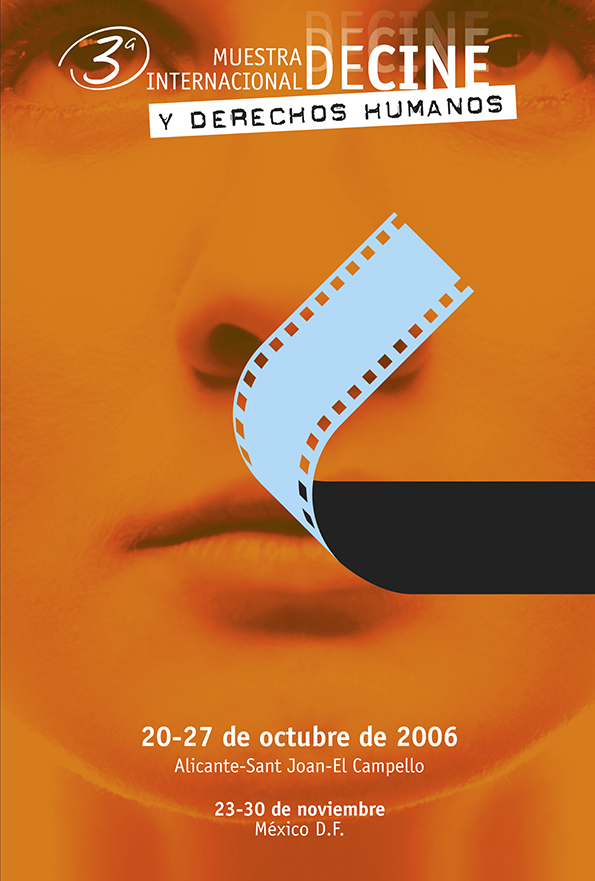 3ª
MUESTRA
INTERNACIONAL
DECINE
Y DERECHOS HUMANOS
20-27 de octubre de 2006
Alicante-Sant Joan-El Campello
23-30 de noviembre
México D.F.